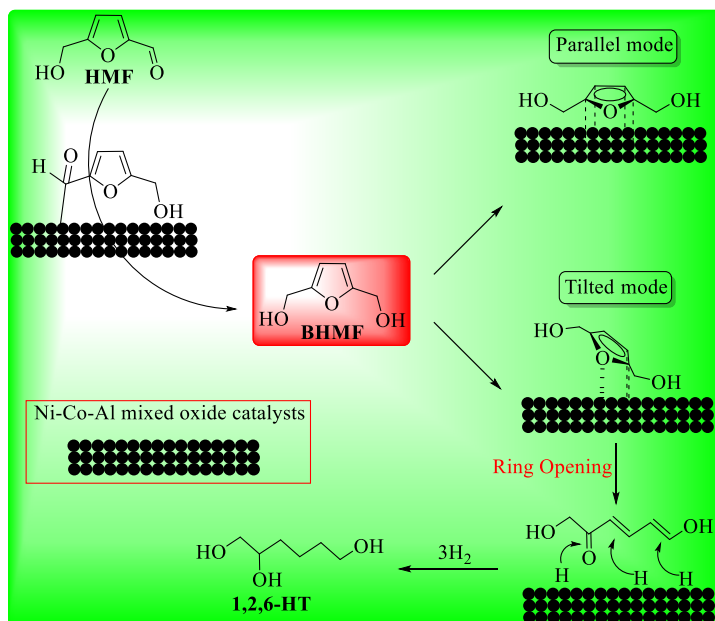 HO
O
O
HMF
H
O
O
OH
HO
O
OH
BHMF
Ni-Co-Al mixed oxide catalysts
Parallel mode
HO
OH
O
Tilted mode
HO
O
OH
Ring Opening
HO
O
OH
H
H
H
3H₂
HO
OH
OH
1,2,6-HT